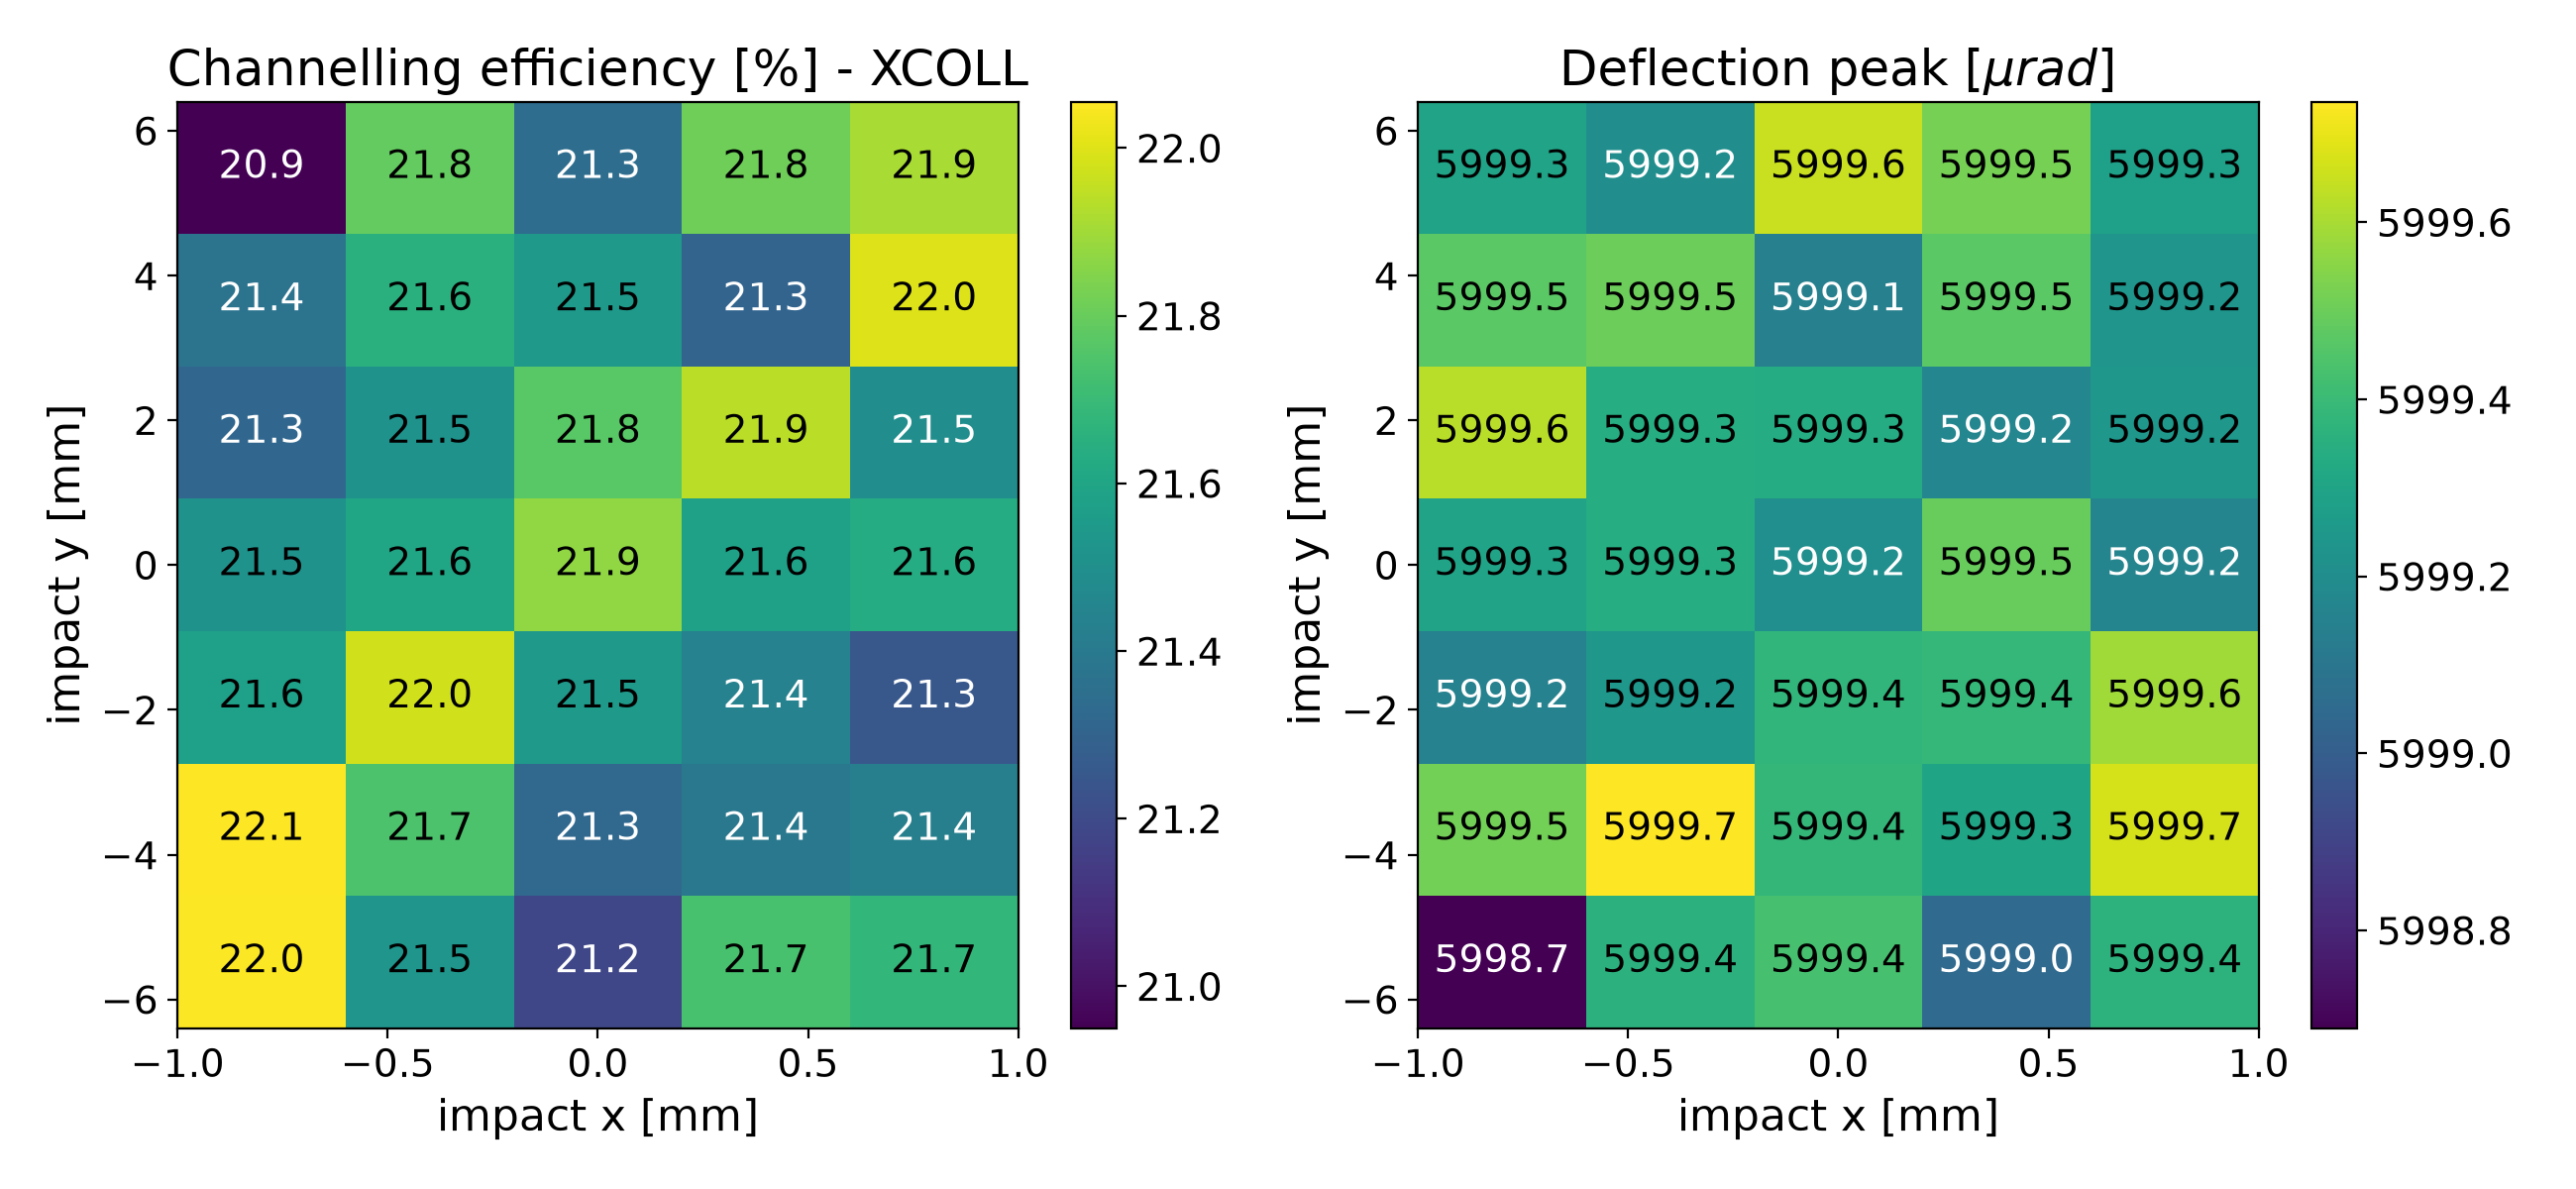 Channelling efficiency [%] - XCOLL
6 20.9 21.8 21.3 21.8 21.9
4 21.4 21.6 21.5 21.3 22.0
2 21.3 21.5 21.8 21.9 21.5
0 21.5 21.6 21.9 21.6 21.6
−2 21.6 22.0 21.5 21.4 21.3
−4 22.1 21.7 21.3 21.4 21.4
−6 22.0 21.5 21.2 21.7 21.7
−1.0 −0.5 0.0 0.5 1.0
impact x [mm]
impact y [mm]
22.0
21.8
21.6
21.4
21.2
21.0
Deflection peak [μrad]
6 5999.3 5999.2 5999.6 5999.5 5999.3
4 5999.5 5999.5 5999.1 5999.5 5999.2
2 5999.6 5999.3 5999.3 5999.2 5999.2
0 5999.3 5999.3 5999.2 5999.5 5999.2
−2 5999.2 5999.2 5999.4 5999.4 5999.6
−4 5999.5 5999.7 5999.4 5999.3 5999.7
−6 5998.7 5999.4 5999.4 5999.0 5999.4
−1.0 −0.5 0.0 0.5 1.0
impact x [mm]
impact y [mm]
5999.6
5999.4
5999.2
5999.0
5998.8